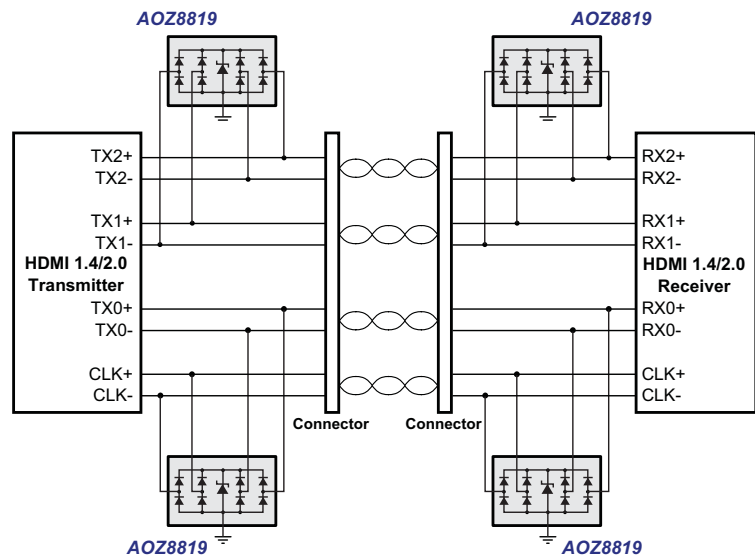 AOZ8819
AOZ8819
TX2+
TX2-
TX1+
TX1-
HDMI 1.4/2.0
Transmitter
TX0+
TX0-
CLK+
CLK-
RX2+
RX2-
RX1+
RX1-
HDMI 1.4/2.0
Receiver
RX0+
RX0-
CLK+
CLK-
Connector
Connector
AOZ8819
AOZ8819